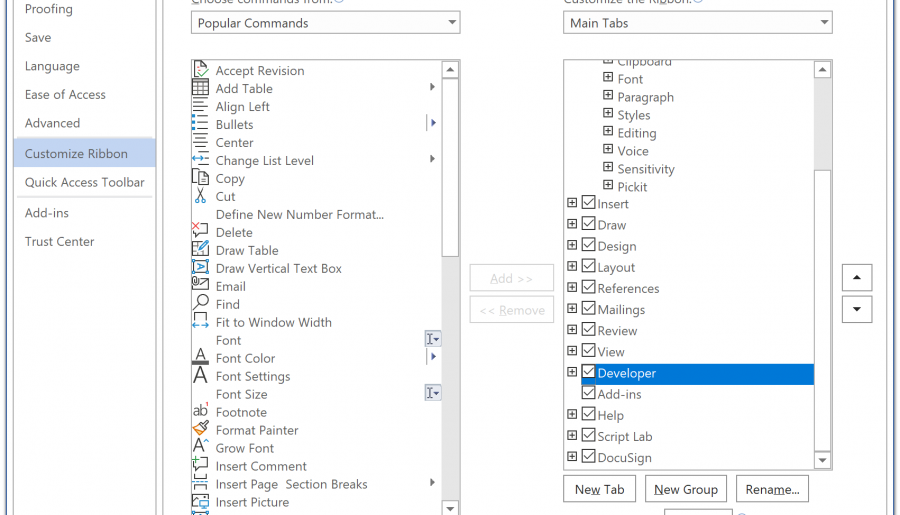 Proofing
Save
Language
Ease of Access
Advanced
Customize Ribbon
Quick Access Toolbar
Add-ins
Trust Center
Choose commands from:
Popular Commands
Accept Revision
Add Table
Align Left
Bullets
Center
Change List Level
Copy
Cut
Define New Number Format...
Delete
Draw Table
Draw Vertical Text Box
Email
Find
Fit to Window Width
Font
Font Color
Font Settings
Font Size
Footnote
Format Painter
Grow Font
Insert Comment
Insert Page  Section Breaks
Insert Picture
Add >>
<< Remove
Customize the Ribbon:
Main Tabs
Clipboard
Font
Paragraph
Styles
Editing
Voice
Sensitivity
Pickit
Insert
Draw
Design
Layout
References
Mailings
Review
View
Developer
Add-ins
Help
Script Lab
DocuSign
New Tab
New Group
Rename...